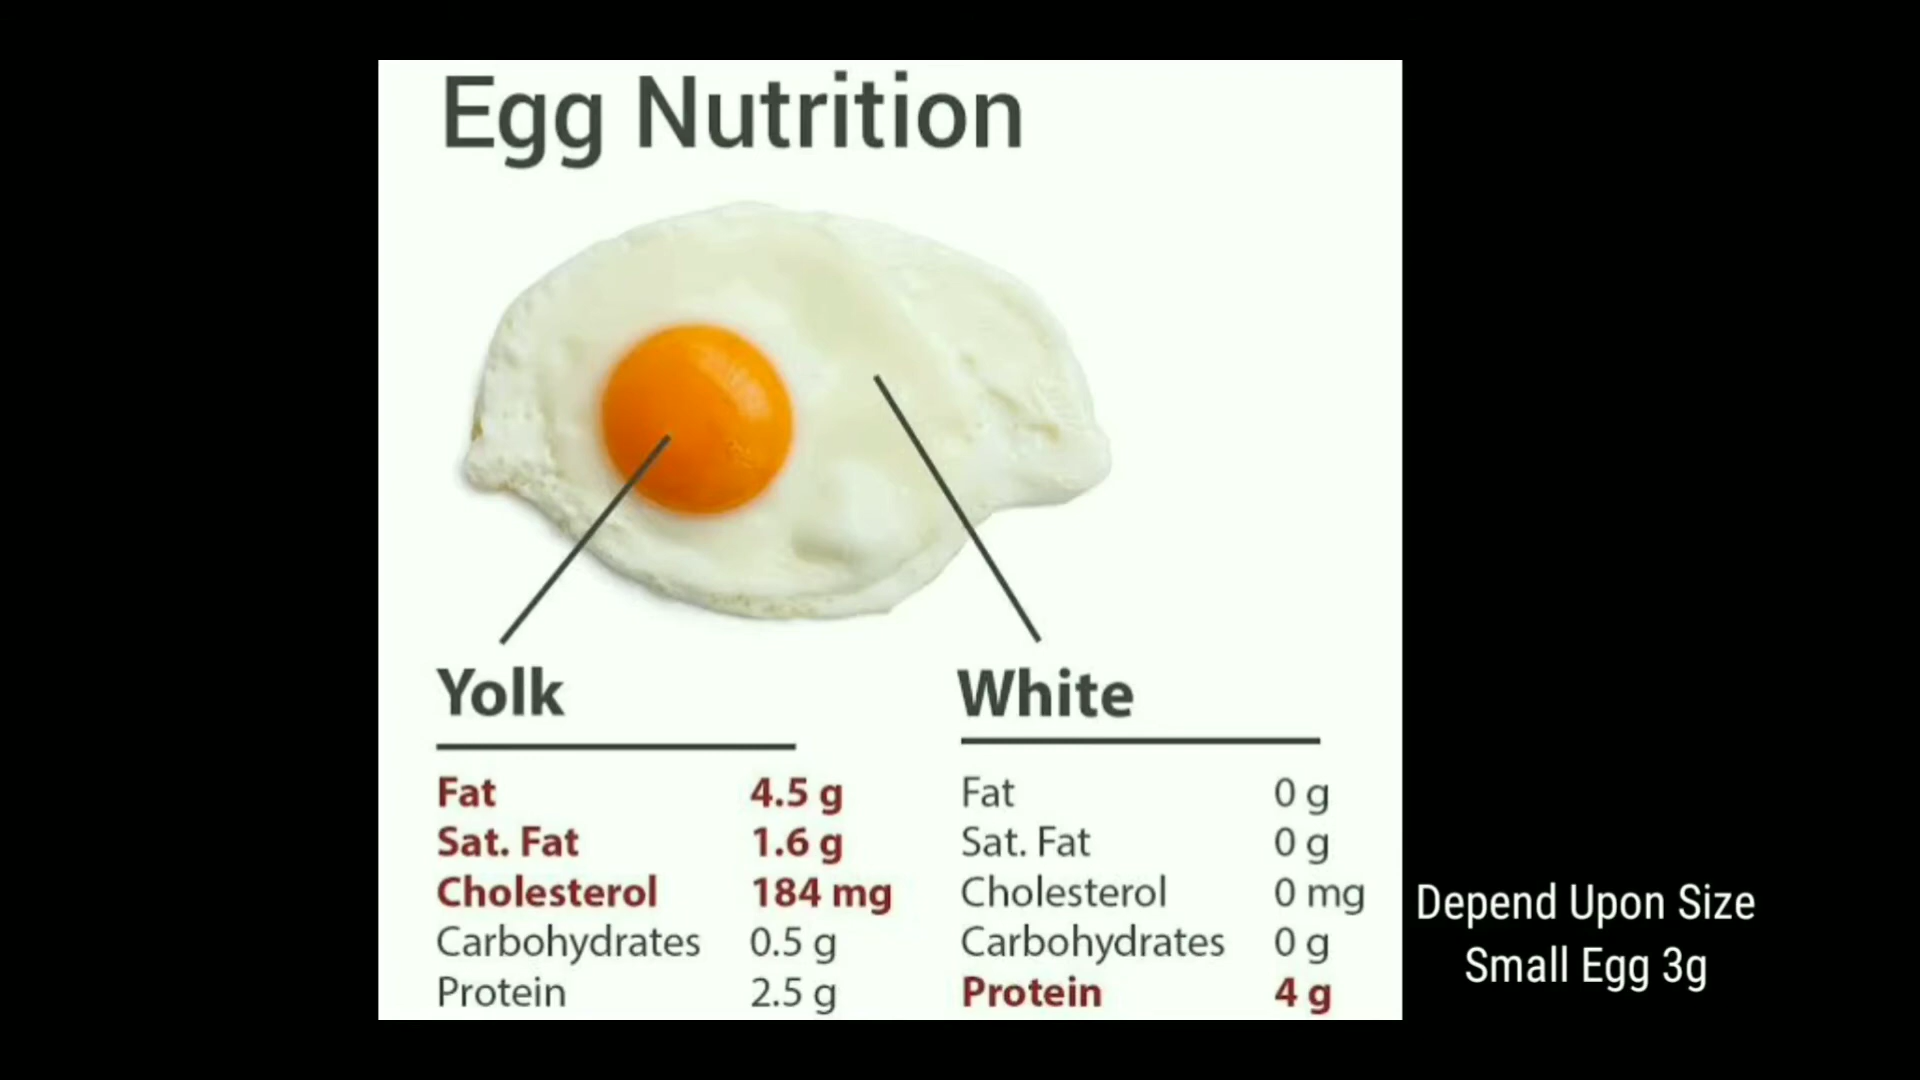 Egg Nutrition
Yolk
Fat 4.5 g
Sat. Fat 1.6 g
Cholesterol 184 mg
Carbohydrates 0.5 g
Protein 2.5 g
White
Fat 0 g
Sat. Fat 0 g
Cholesterol 0 mg
Carbohydrates 0 g
Protein 4 g
Depend Upon Size
Small Egg 3g